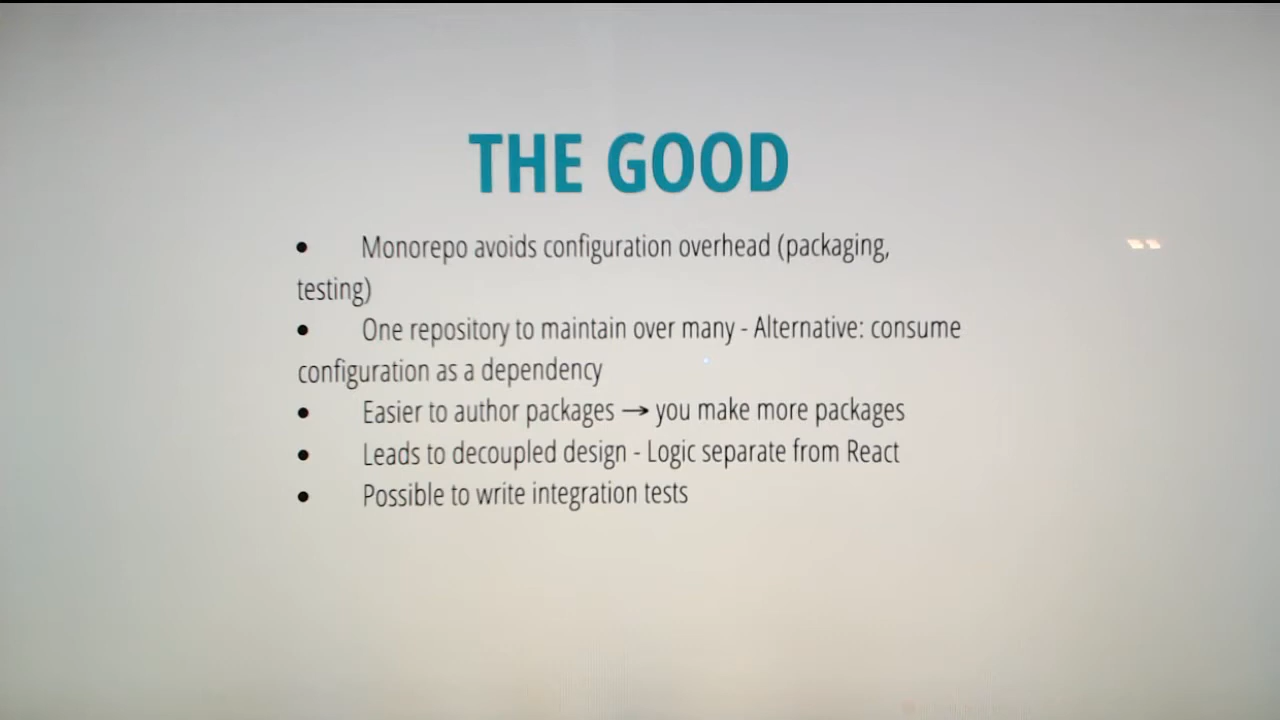 THE GOOD
• Monorepo avoids configuration overhead (packaging,
testing)
• One repository to maintain over many - Alternative: consume
configuration as a dependency
• Easier to author packages → you make more packages
• Leads to decoupled design - Logic separate from React
• Possible to write integration tests